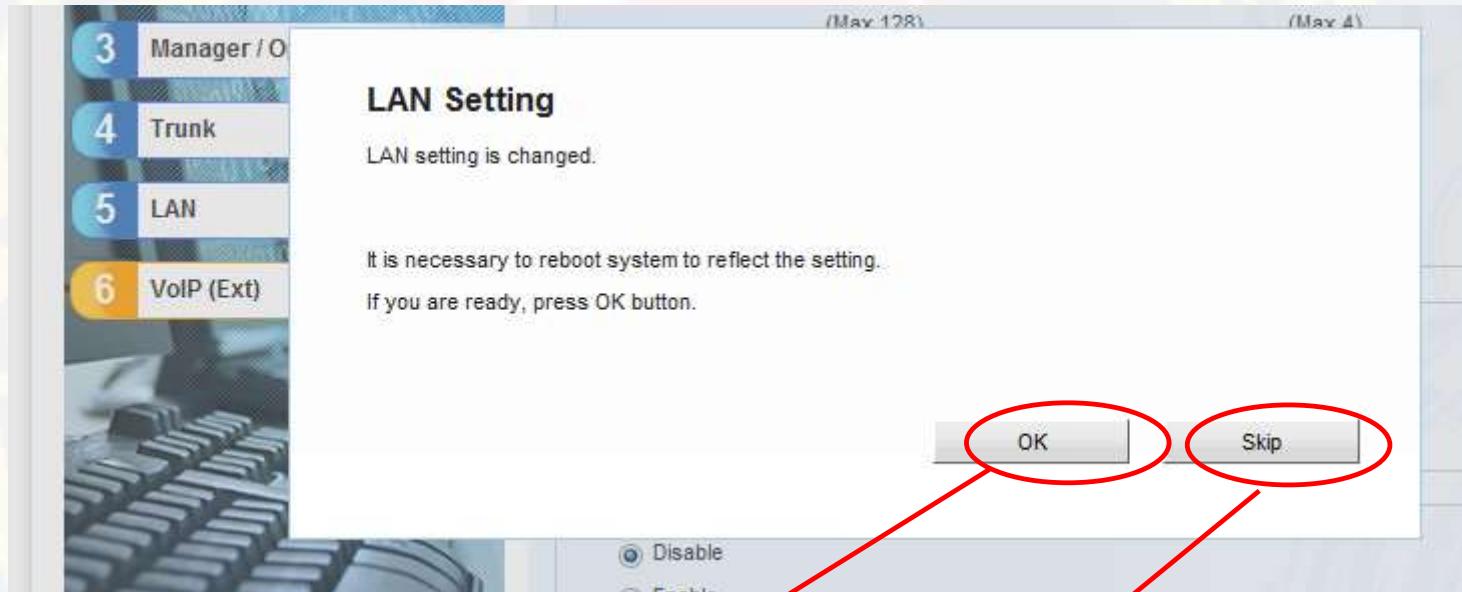 (Max 128)
(Max 4)
3
Manager / O
4
Trunk
5
LAN
6
VoIP (Ext)
LAN Setting
LAN setting is changed.
It is necessary to reboot system to reflect the setting.
If you are ready, press OK button.
OK
Skip
Disable